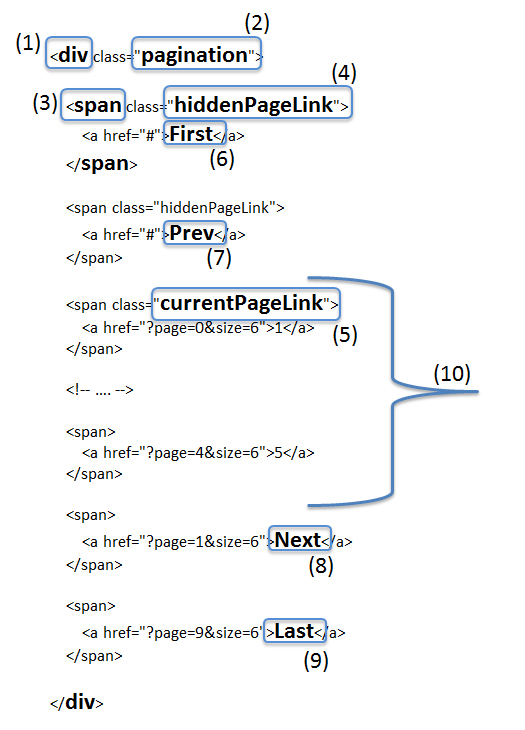 (2)
(1) <div class="pagination">
(4)
(3) <span class="hiddenPageLink">
<a href="#">First</a>
</span> (6)
<span class="hiddenPageLink">
<a href="#">Prev</a>
</span> (7)
<span class="currentPageLink">
<a href="?page=0&size=6">1</a> (5)
</span>
(10)
<!-- .... -->
<span>
<a href="?page=4&size=6">5</a>
</span>
<span>
<a href="?page=1&size=6">Next</a>
</span> (8)
<span>
<a href="?page=9&size=6">Last</a>
</span> (9)
</div>